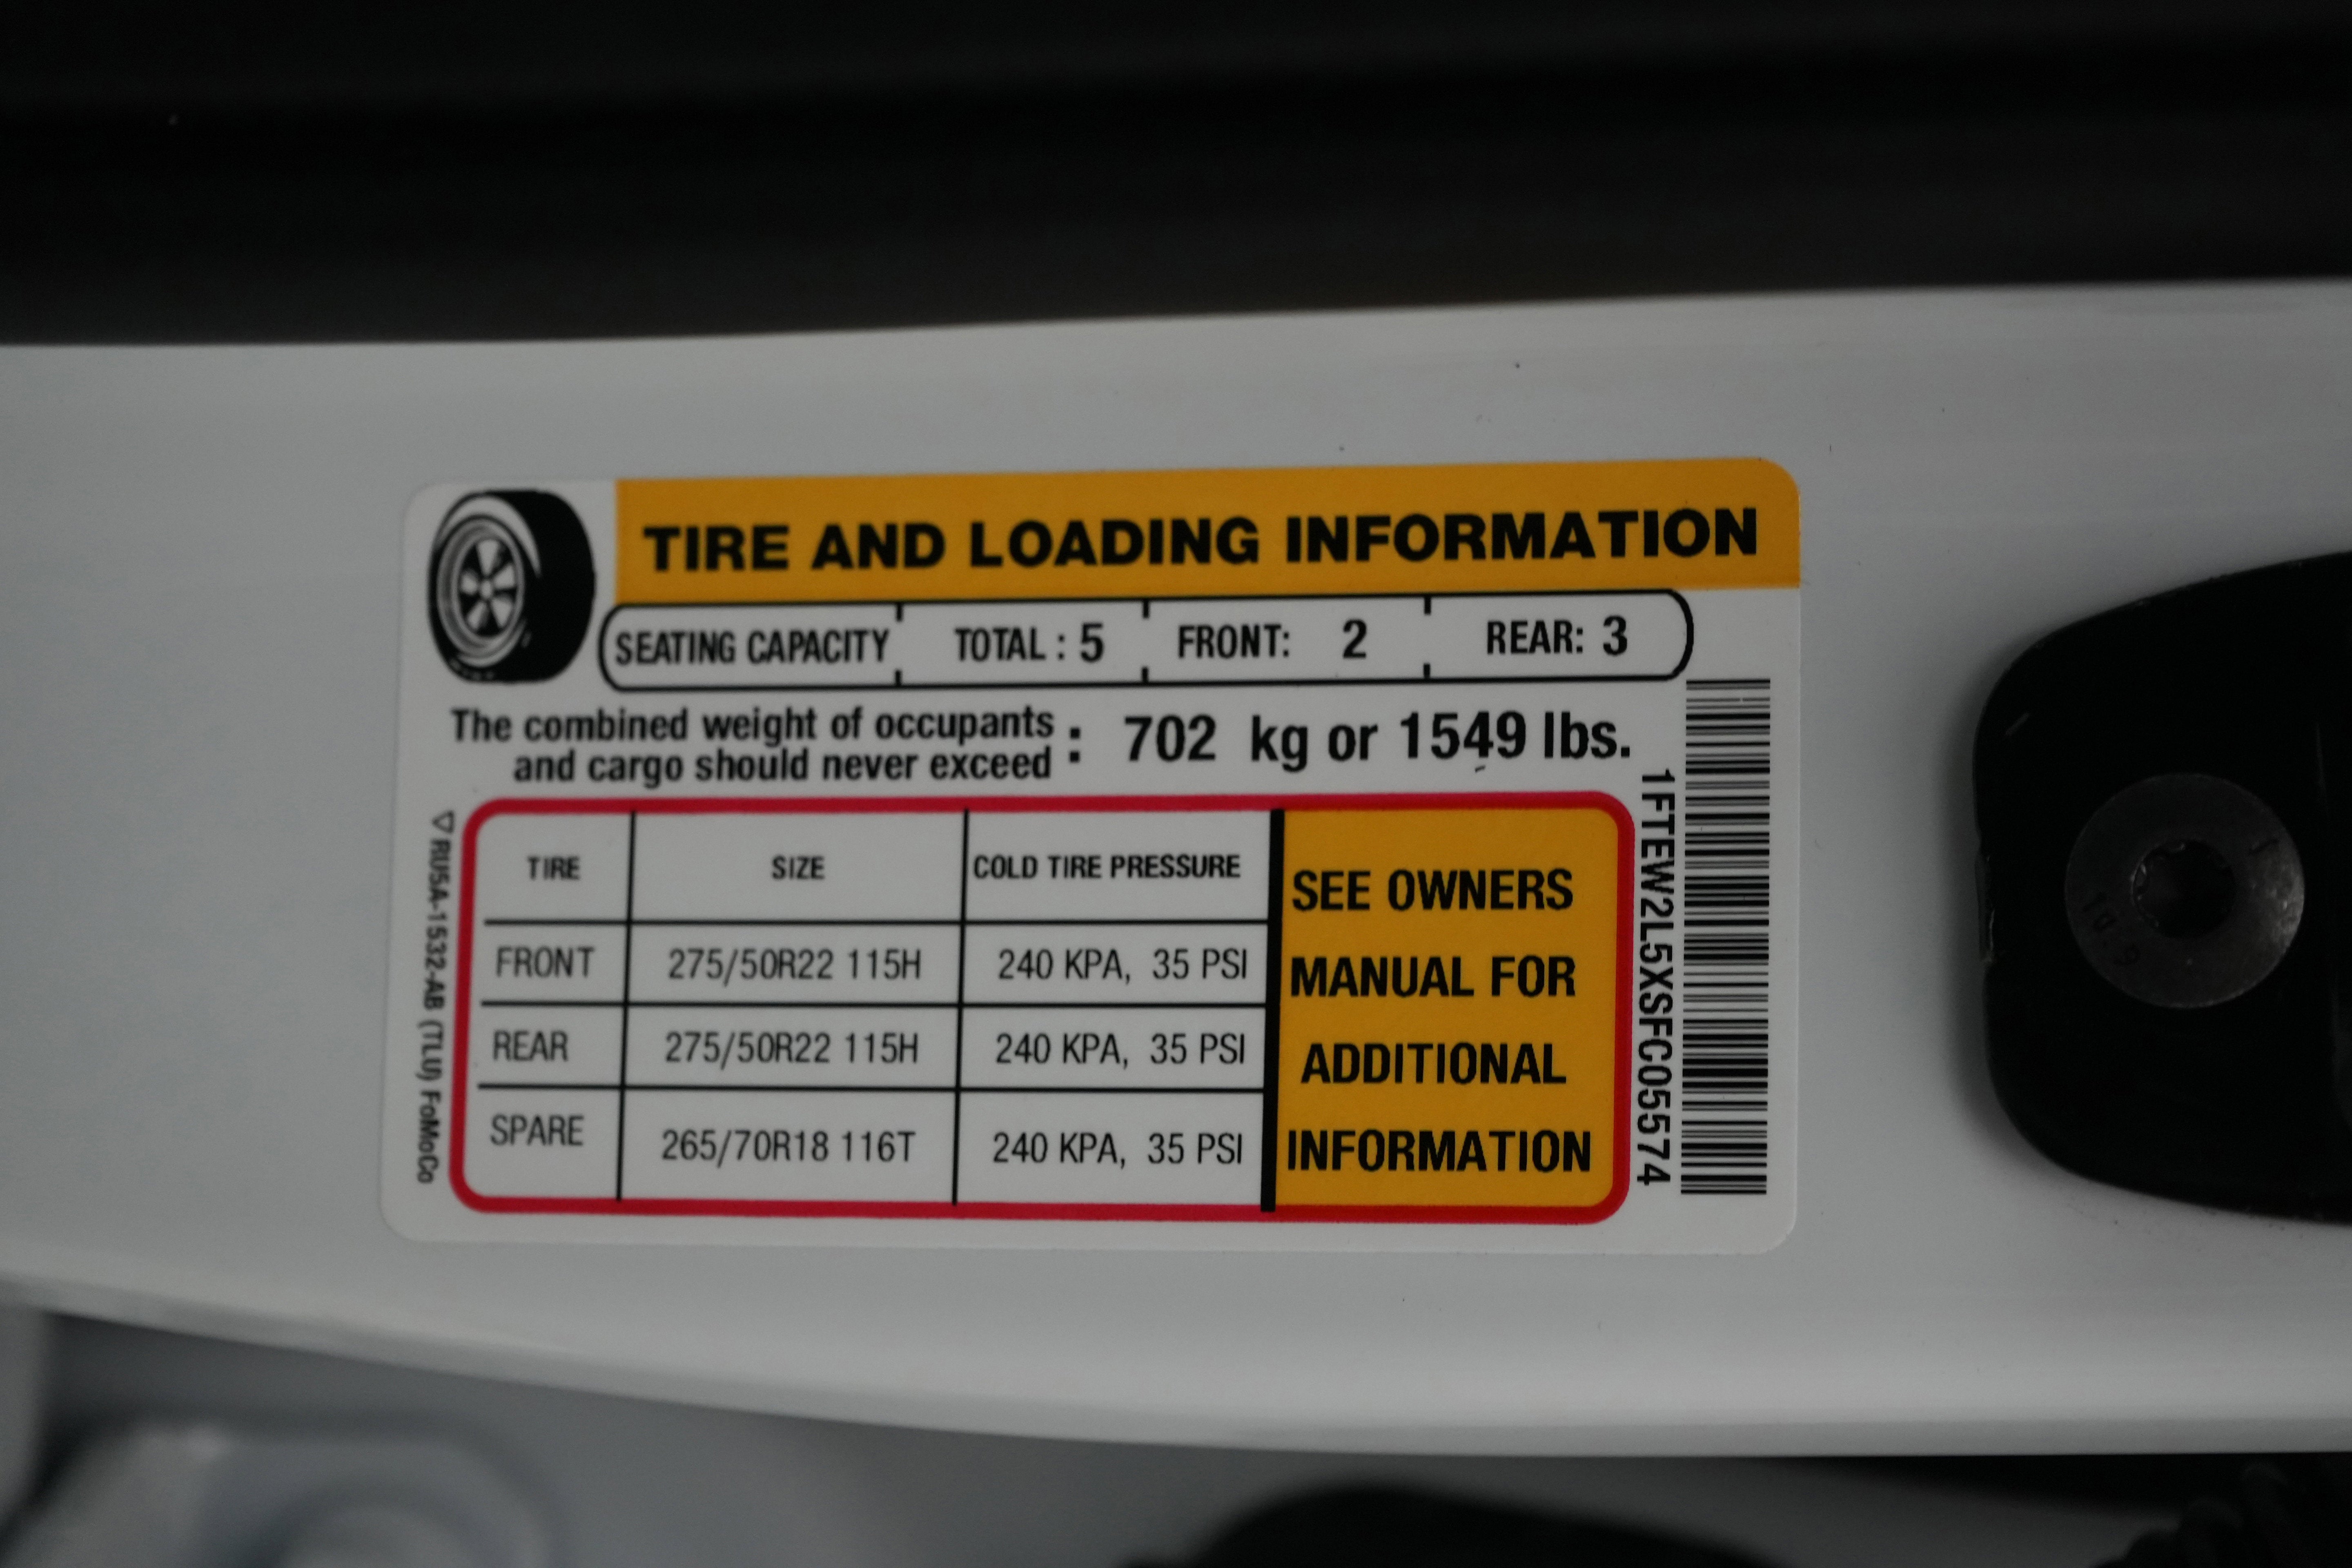 TIRE AND LOADING INFORMATION
SEATING CAPACITY TOTAL : 5 FRONT: 2 REAR: 3
The combined weight of occupants
and cargo should never exceed : 702 kg or 1549 lbs.
TIRE SIZE COLD TIRE PRESSURE
FRONT 275/50R22 115H 240 KPA, 35 PSI
REAR 275/50R22 115H 240 KPA, 35 PSI
SPARE 265/70R18 116T 240 KPA, 35 PSI
SEE OWNERS
MANUAL FOR
ADDITIONAL
INFORMATION
1FTEW2L5XSFC05574
RU5A-1532-AB (TLU) FoMoCo